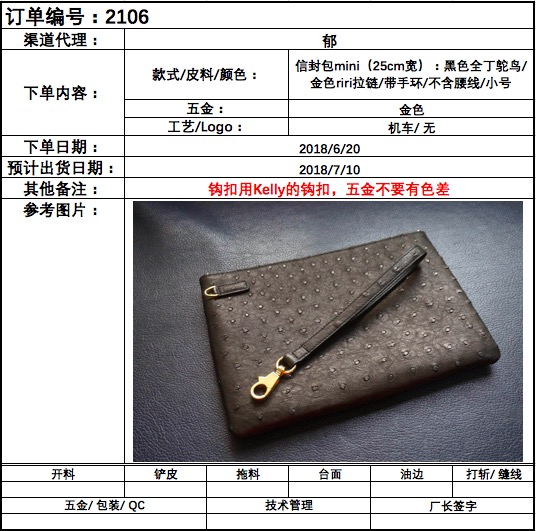 订单编号：2106
渠道代理：
郁
下单内容：
款式/皮料/颜色：
信封包mini（25cm宽）：黑色全丁鸵鸟/
金色riri拉链/带手环/不含腰线/小号
五金：
金色
工艺/Logo：
机车/ 无
下单日期：
2018/6/20
预计出货日期：
2018/7/10
其他备注：
钩扣用Kelly的钩扣，五金不要有色差
参考图片：
开料
铲皮
拖料
台面
油边
打斩/ 缝线
五金/ 包装/ QC
技术管理
厂长签字